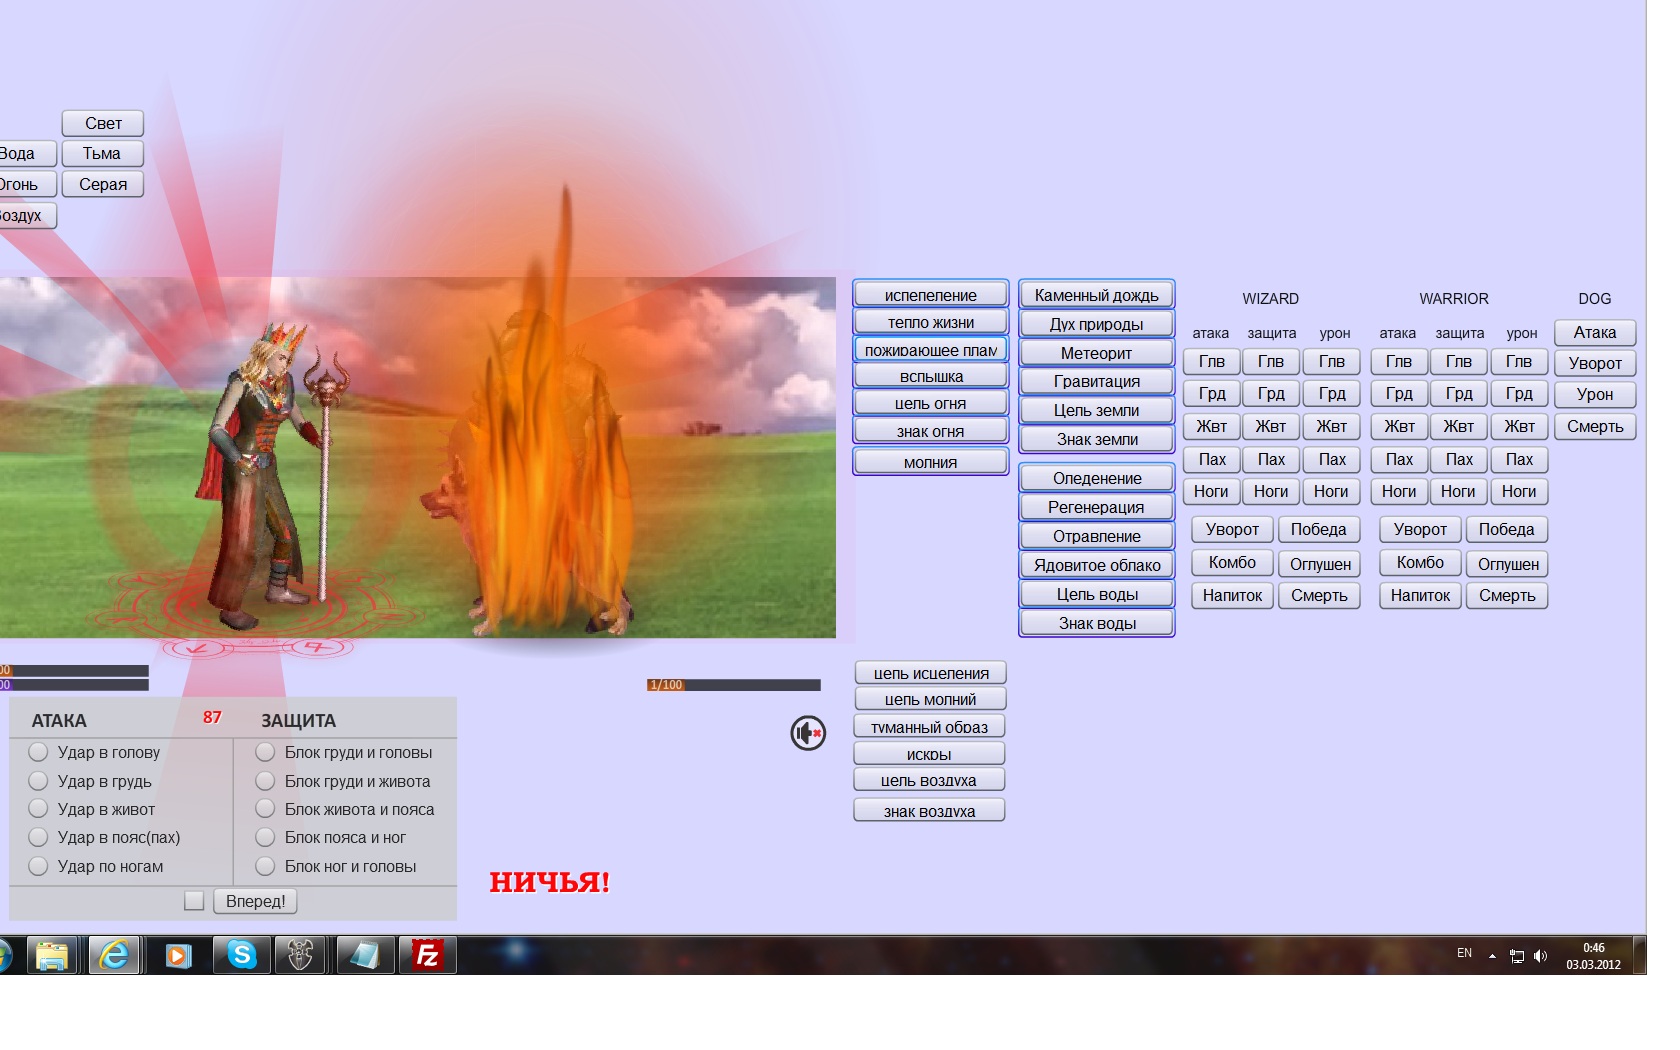 Свет
Вода Тьма
Огонь Серая
Воздух
испепеление
тепло жизни
пожирающее плам
вспышка
цель огня
знак огня
молния
Каменный дождь
Дух природы
Метеорит
Гравитация
Цель земли
Знак земли
Оледенение
Регенерация
Отравление
Ядовитое облако
Цель воды
Знак воды
WIZARD WARRIOR DOG
атака защита урон атака защита урон Атака
Глв Глв Глв Глв Глв Глв Уворот
Грд Грд Грд Грд Грд Грд Урон
Жвт Жвт Жвт Жвт Жвт Жвт Смерть
Пах Пах Пах Пах Пах Пах
Ноги Ноги Ноги Ноги Ноги Ноги
Уворот Победа Уворот Победа
Комбо Оглушен Комбо Оглушен
Напиток Смерть Напиток Смерть
00
00
1/100
цепь исцеления
цепь молний
туманный образ
искры
цель воздуха
знак воздуха
АТАКА 87 ЗАЩИТА
Удар в голову Блок груди и головы
Удар в грудь Блок груди и живота
Удар в живот Блок живота и пояса
Удар в пояс(пах) Блок пояса и ног
Удар по ногам Блок ног и головы
Вперед!
НИЧЬЯ!
EN 0:46
03.03.2012